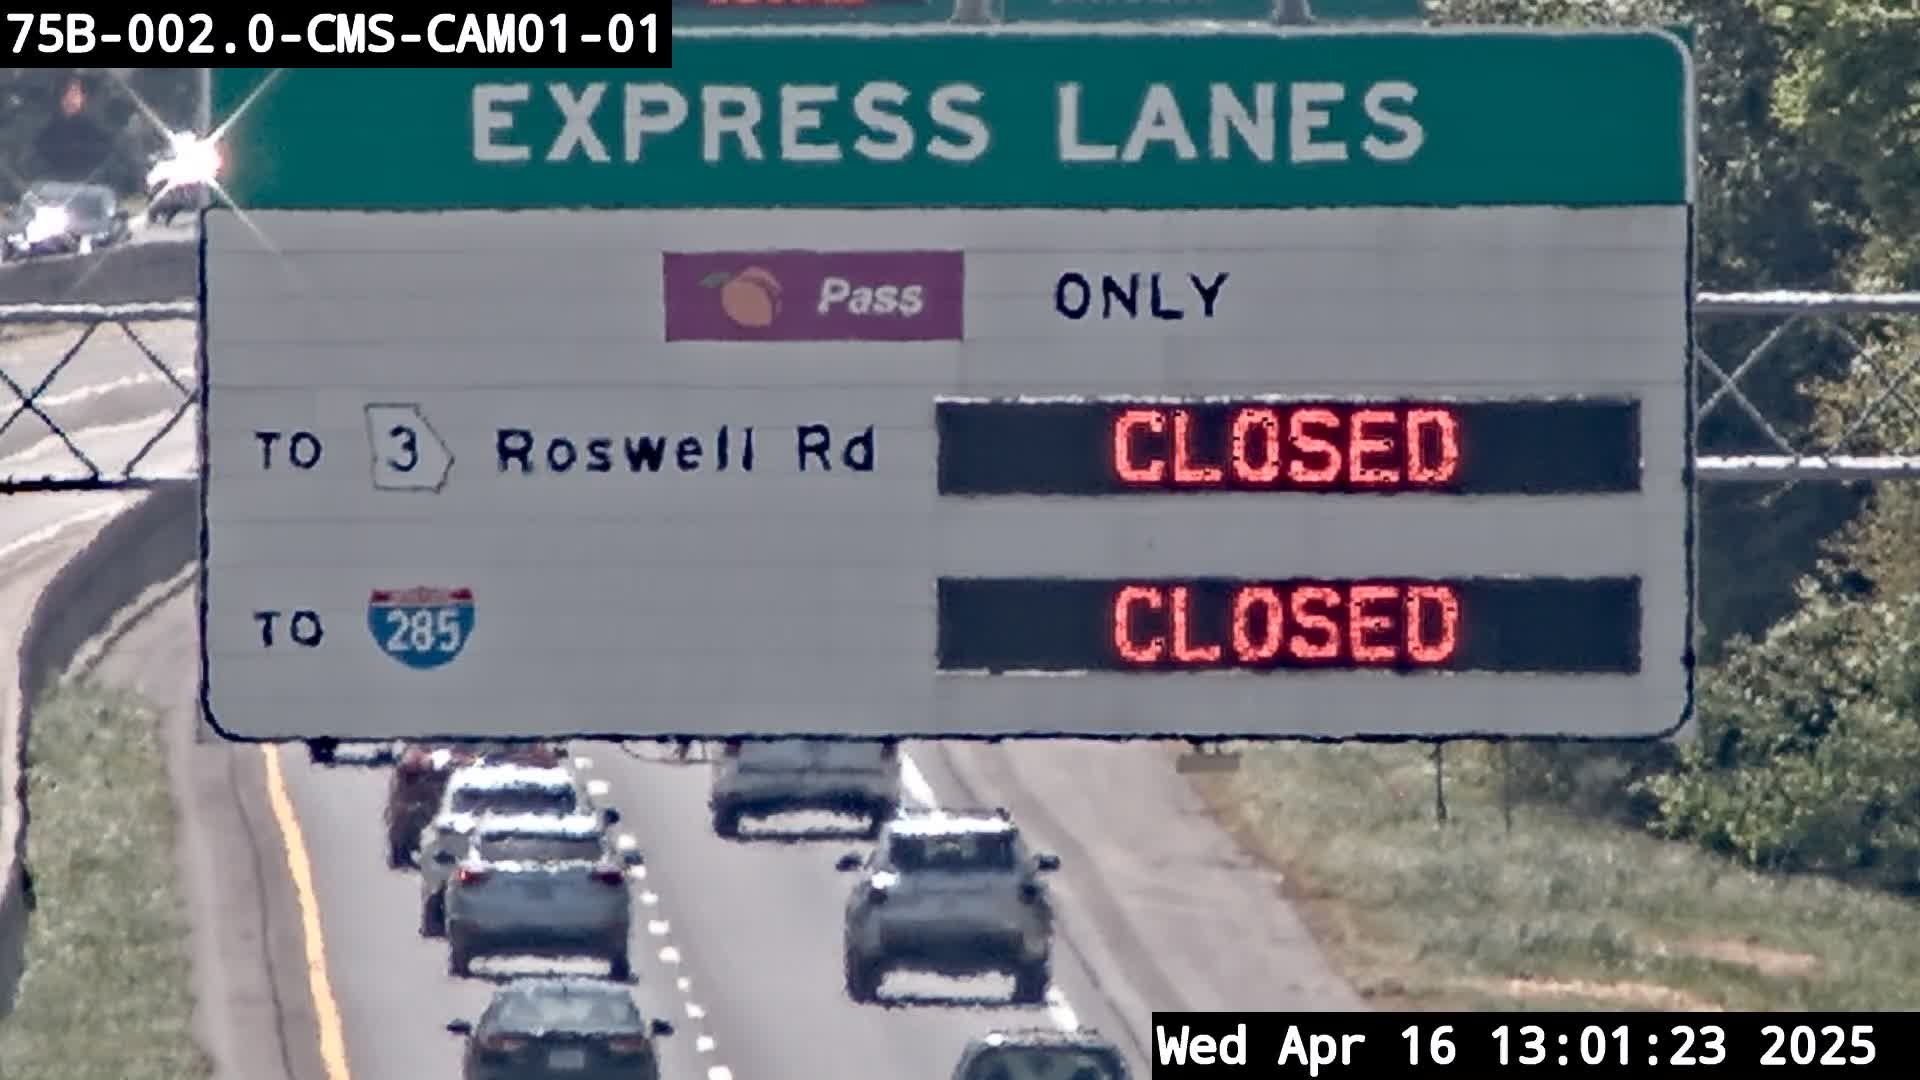 75B-002.0-CMS-CAM01-01
EXPRESS LANES
Pass ONLY
TO 3 Roswell Rd CLOSED
TO 285 CLOSED
Wed Apr 16 13:01:23 2025